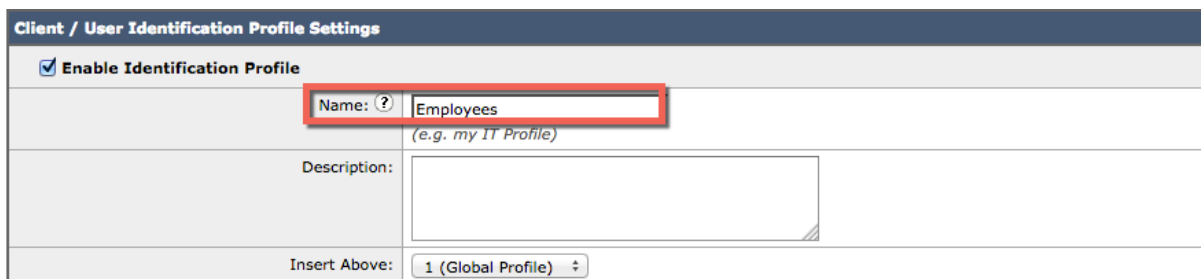 Client / User Identification Profile Settings
Enable Identification Profile
Name: ? Employees
(e.g. my IT Profile)
Description:
Insert Above: 1 (Global Profile)